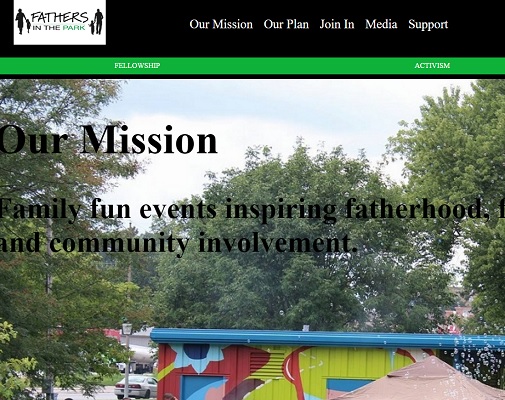 FATHERS
IN THE PARK
Our Mission Our Plan Join In Media Support
FELLOWSHIP ACTIVISM
Our Mission
Family fun events inspiring fatherhood, f
and community involvement.